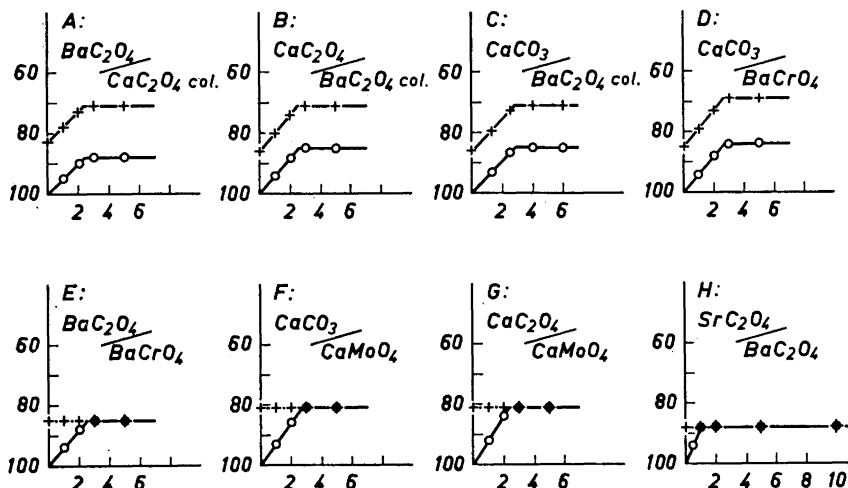 A:
BaC₂O₄
CaC₂O₄ col.
60
80
100
2 4 6
B:
CaC₂O₄
BaC₂O₄ col.
60
80
100
2 4 6
C:
CaCO₃
BaC₂O₄ col.
60
80
100
2 4 6
D:
CaCO₃
BaCrO₄
60
80
100
2 4 6
E:
BaC₂O₄
BaCrO₄
60
80
100
2 4 6
F:
CaCO₃
CaMoO₄
60
80
100
2 4 6
G:
CaC₂O₄
CaMoO₄
60
80
100
2 4 6
H:
SrC₂O₄
BaC₂O₄
60
80
100
2 4 6 8 10